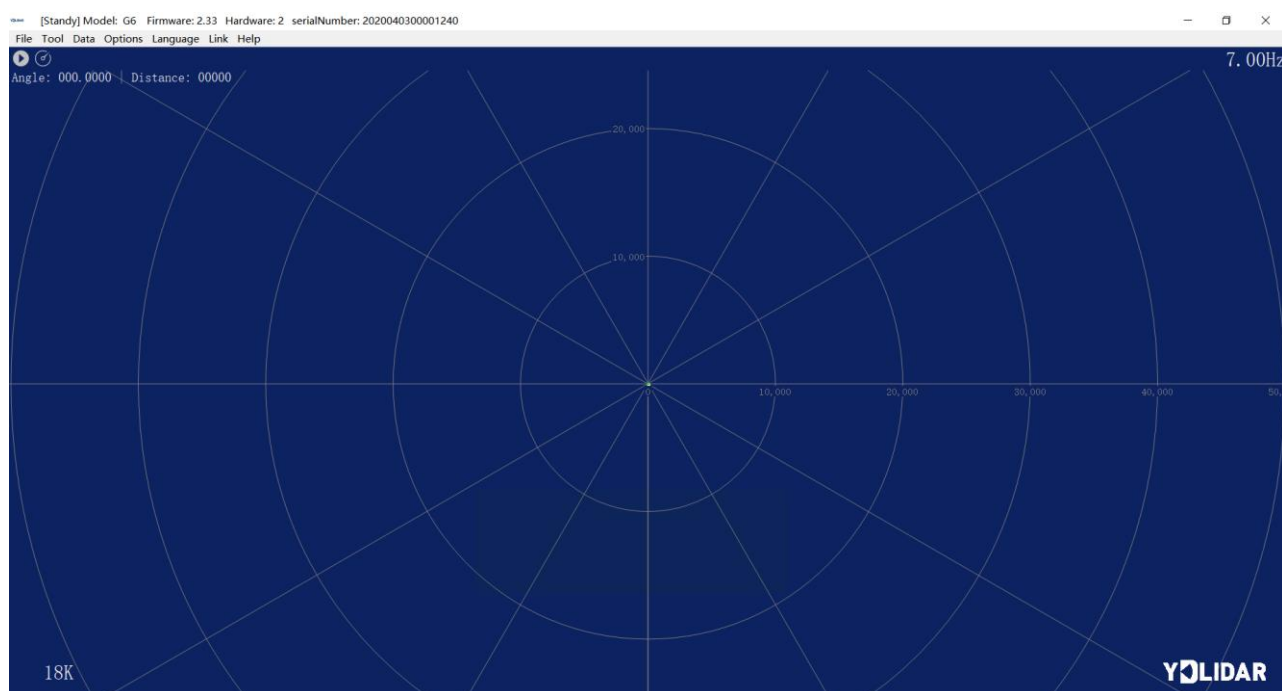 [Standy] Model: G6 Firmware: 2.33 Hardware: 2 serialNumber: 2020040300001240
File Tool Data Options Language Link Help
7.00Hz
Angle: 000.0000 | Distance: 00000
20,000
10,000
0 10,000 20,000 30,000 40,000 50,
18K
YDLIDAR